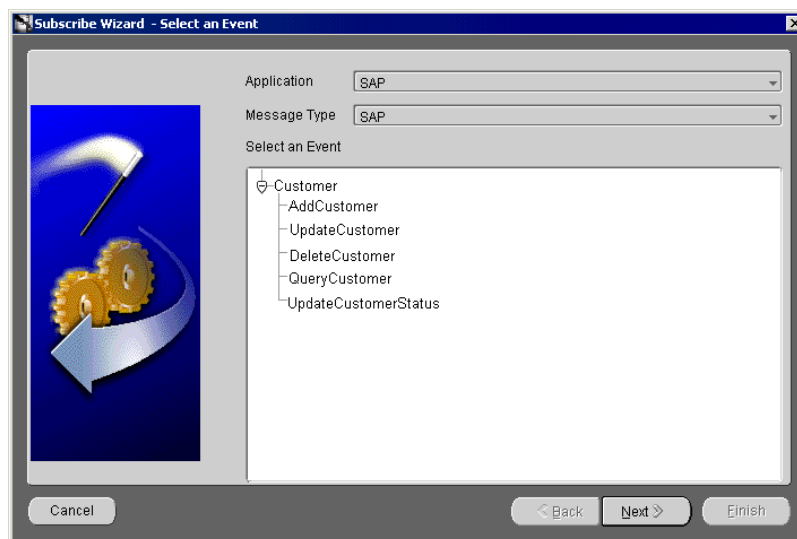 Subscribe Wizard - Select an Event
Application SAP
Message Type SAP
Select an Event
Customer
AddCustomer
UpdateCustomer
DeleteCustomer
QueryCustomer
UpdateCustomerStatus
Cancel Back Next Finish